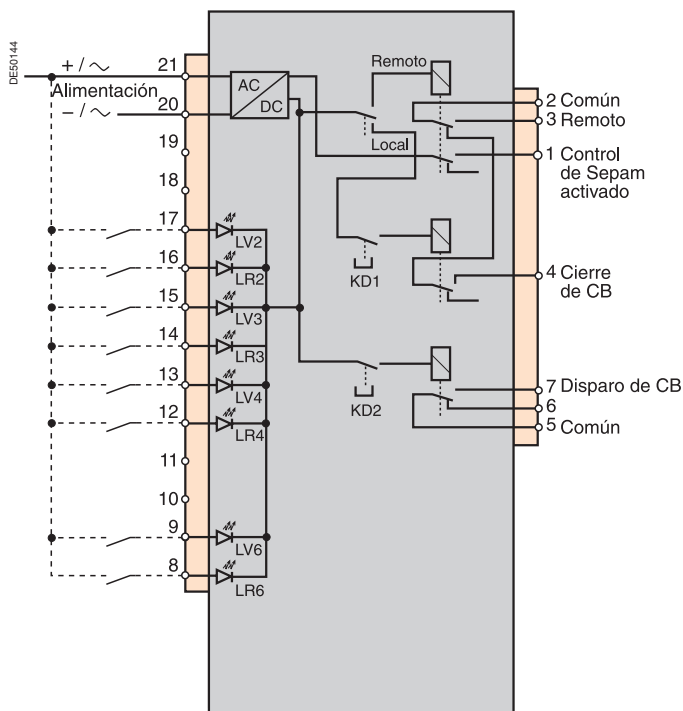 DE50144
+ / ~
Alimentación
− / ~
21
20
19
18
17
16
15
14
13
12
11
10
9
8
AC
DC
LV2
LR2
LV3
LR3
LV4
LR4
LV6
LR6
Remoto
Local
KD1
KD2
2 Común
3 Remoto
1 Control
de Sepam
activado
4 Cierre
de CB
7 Disparo de CB
6
5 Común